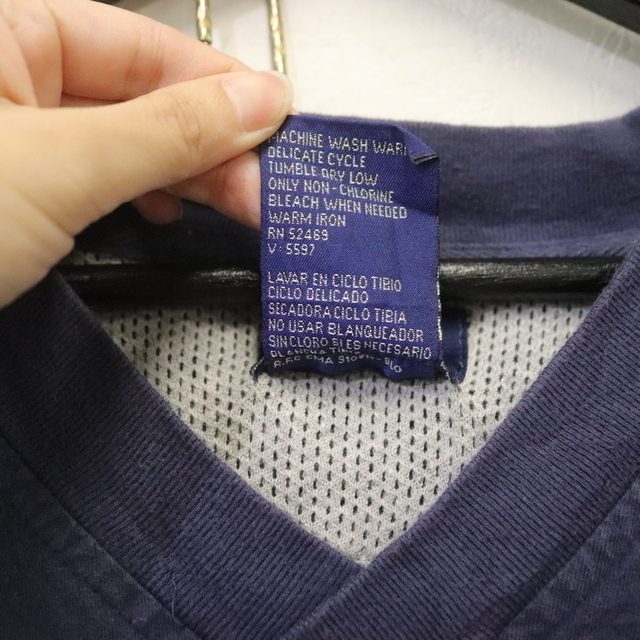 MACHINE WASH WARM
DELICATE CYCLE
TUMBLE DRY LOW
ONLY NON-CHLORINE
BLEACH WHEN NEEDED
WARM IRON
RN 52469
V-5597
LAVAR EN CICLO TIBIO
CICLO DELICADO
SECADORA CICLO TIBIA
NO USAR BLANQUEADOR
SIN CLORO SI ES NECESARIO
PLANCHA